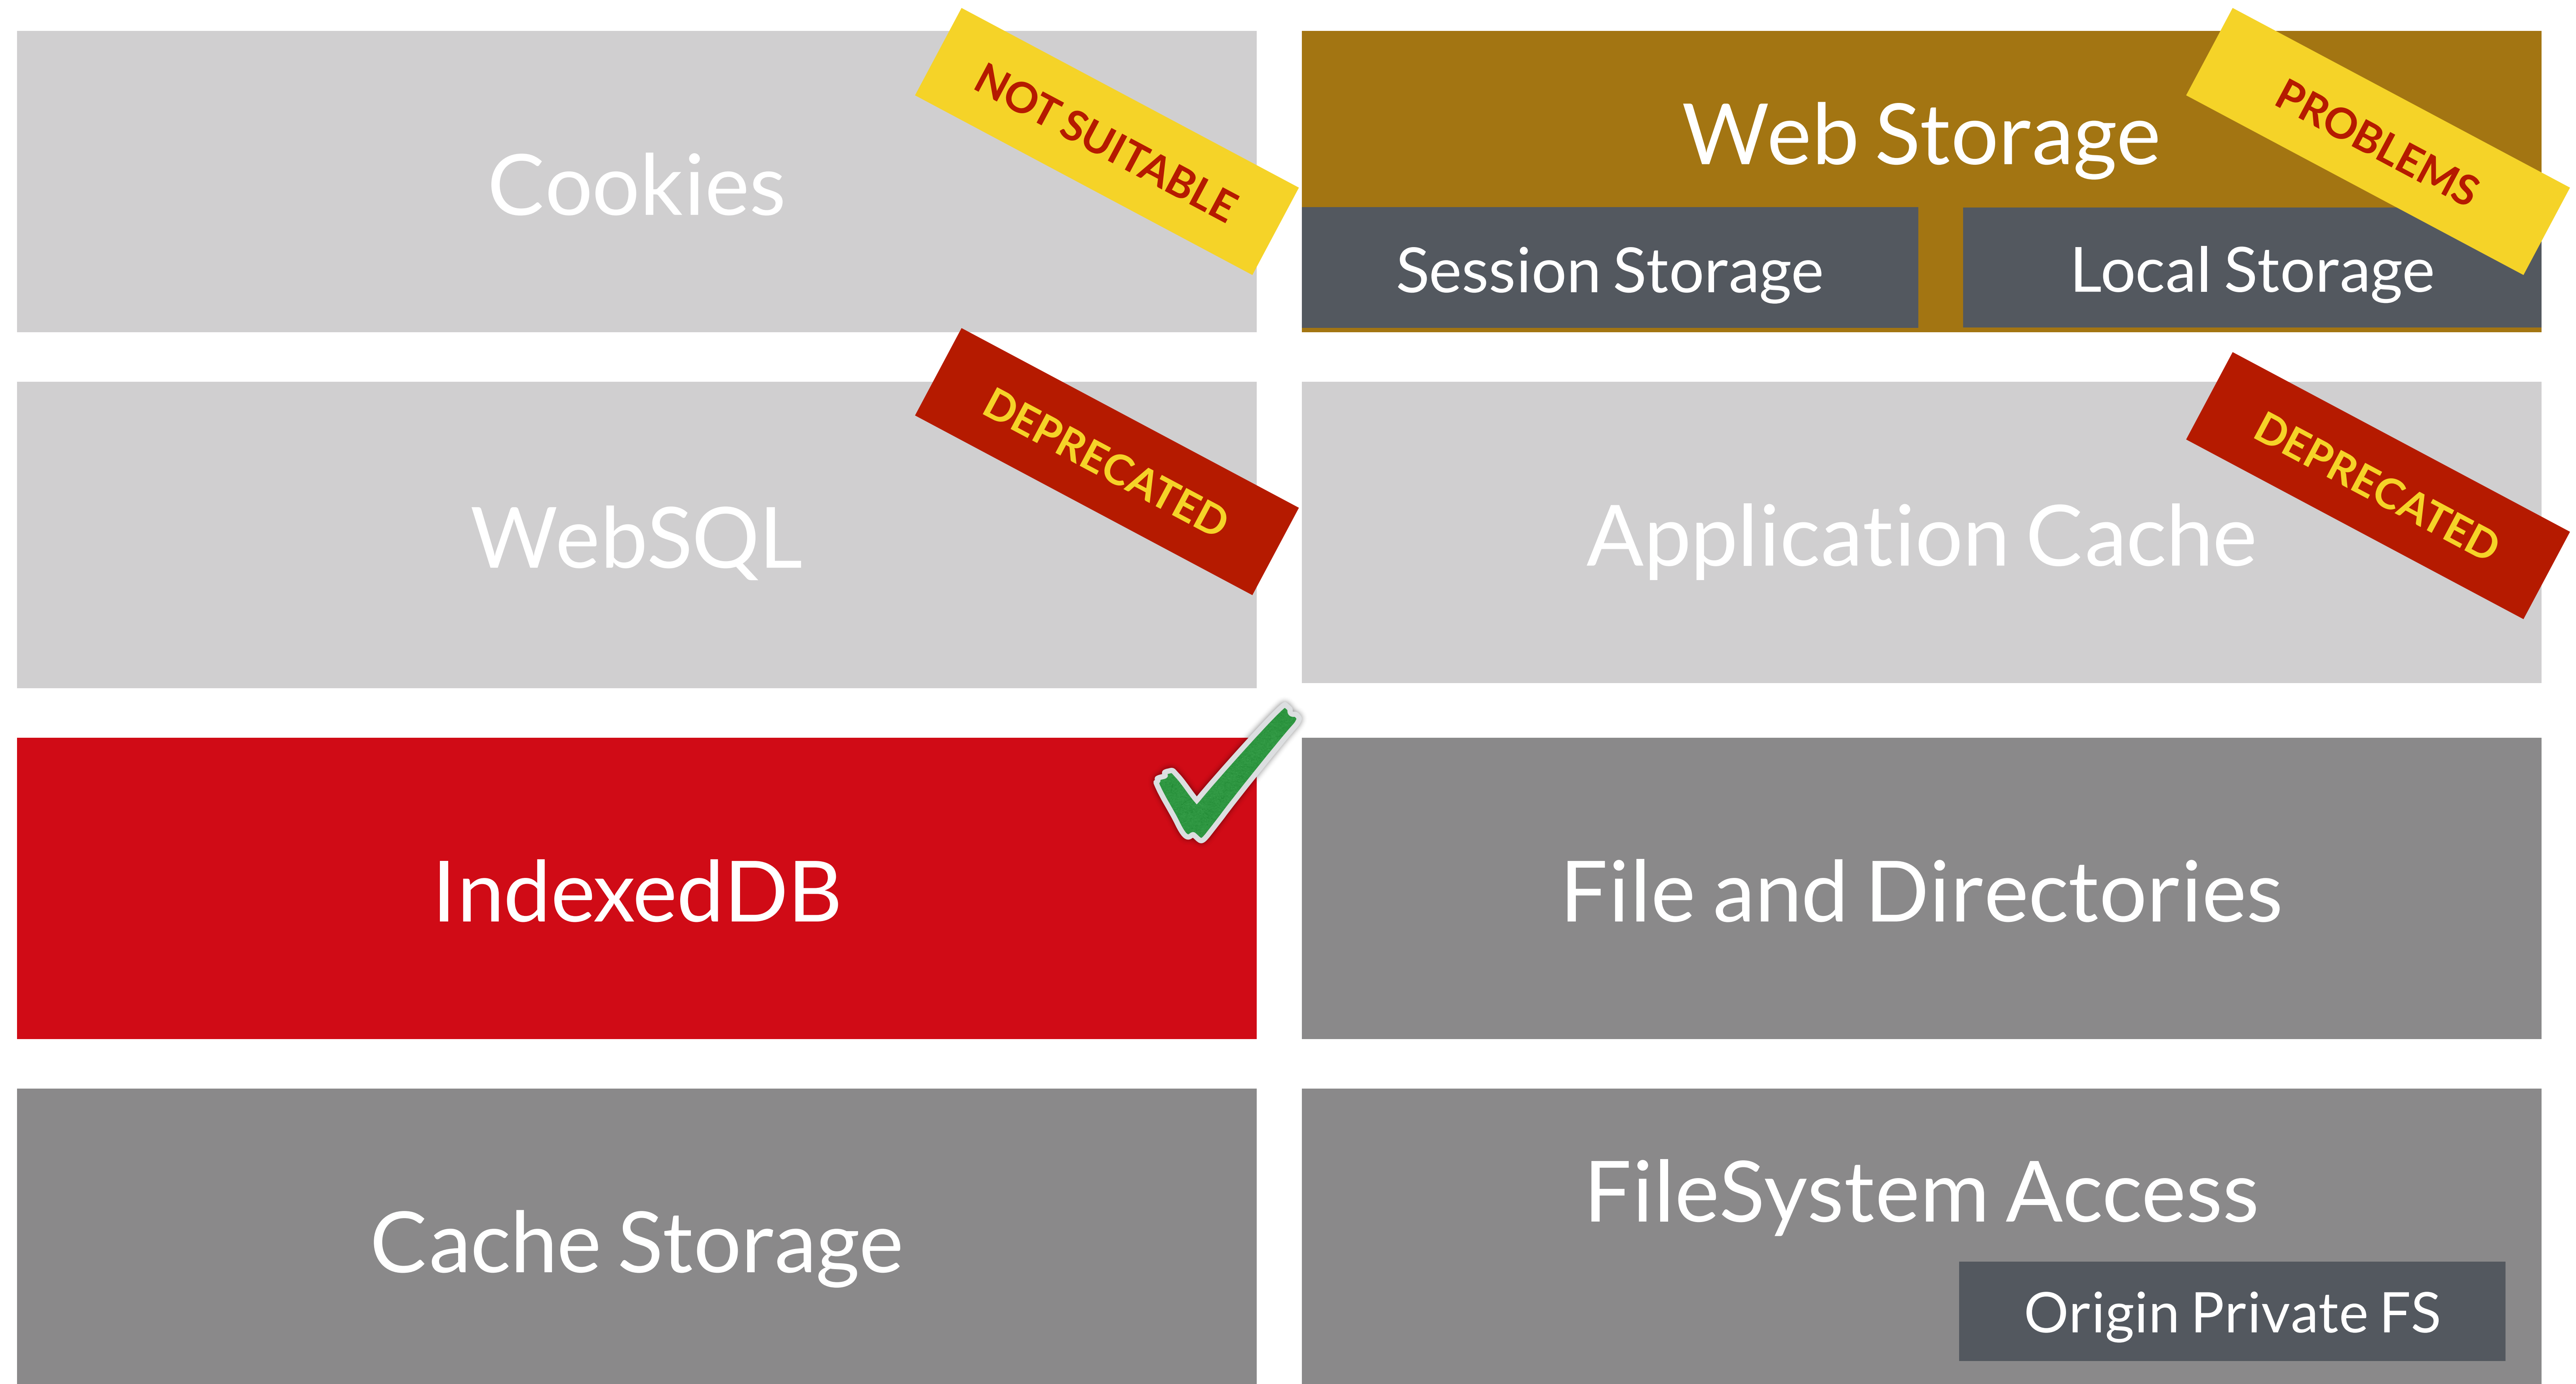 Cookies
NOT SUITABLE
Web Storage
PROBLEMS
Session Storage
Local Storage
WebSQL
DEPRECATED
Application Cache
DEPRECATED
IndexedDB
File and Directories
Cache Storage
FileSystem Access
Origin Private FS